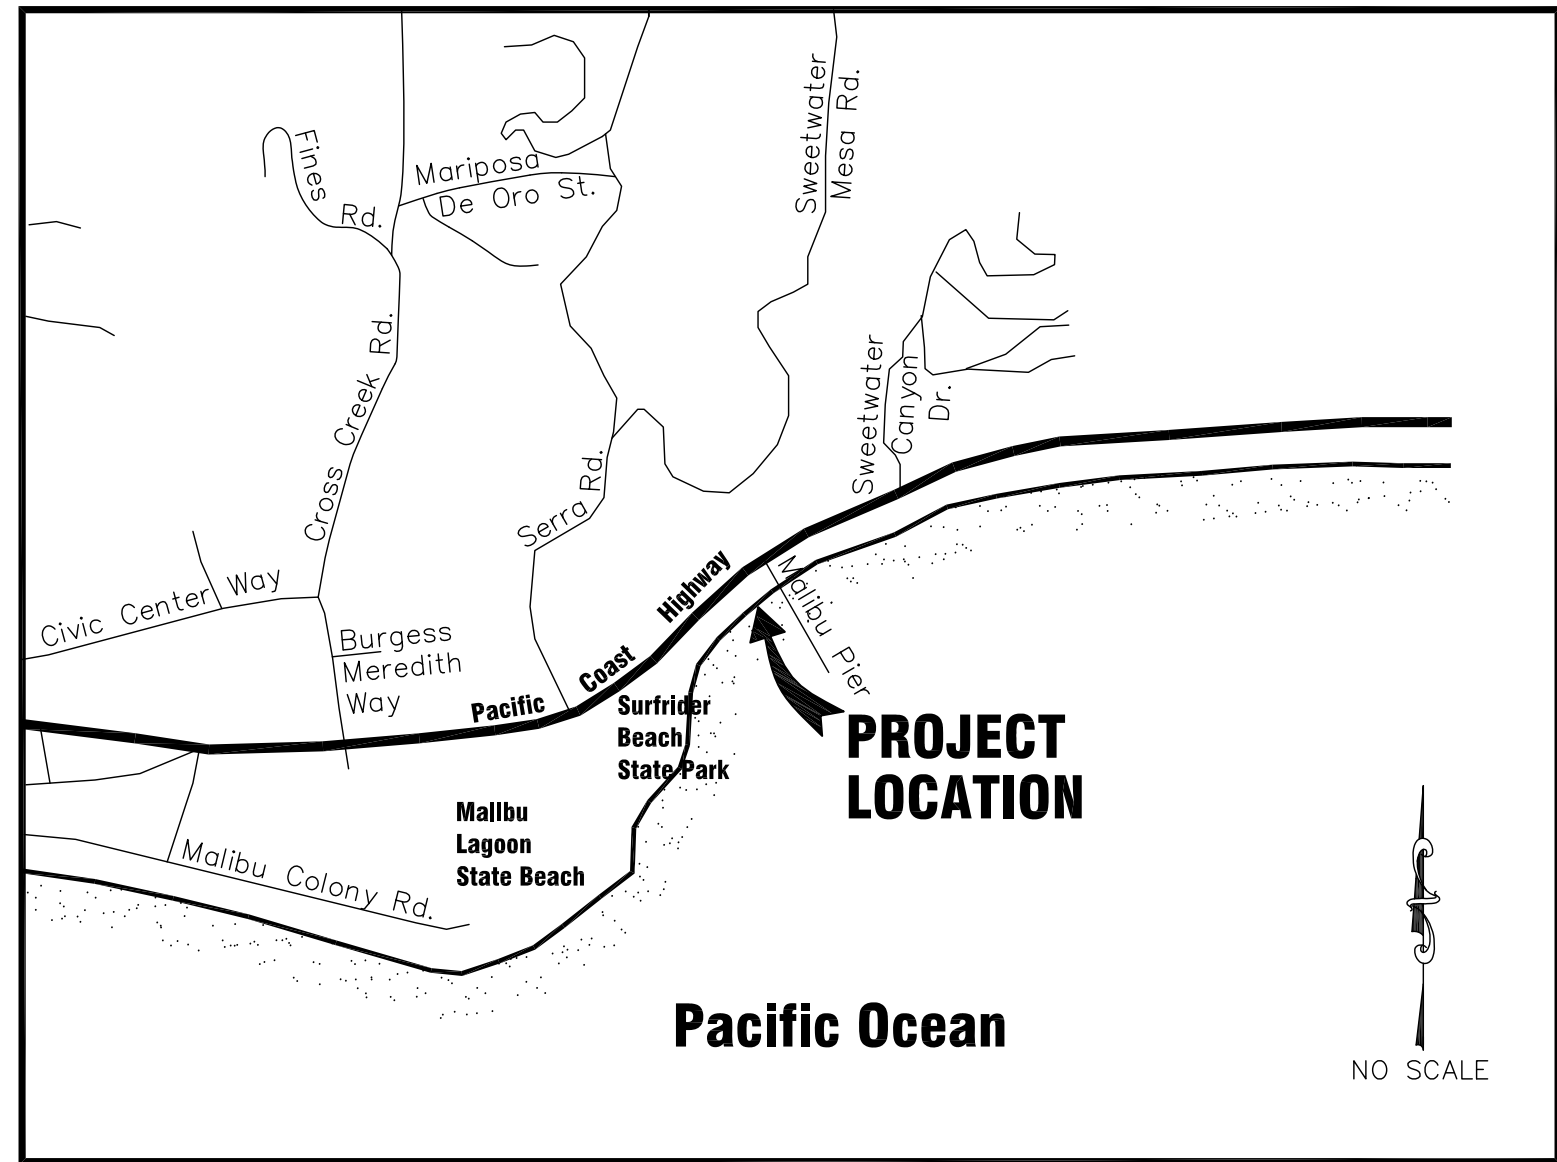 Fines
Rd.
Mariposa
De Oro St.
Sweetwater
Mesa Rd.
Cross Creek Rd.
Sweetwater
Canyon
Dr.
Serra Rd.
Civic Center Way
Burgess
Meredith
Way
Pacific Coast Highway
Malibu Pier
Surfrider
Beach
State Park
PROJECT
LOCATION
Mallbu
Lagoon
State Beach
Malibu Colony Rd.
Pacific Ocean
NO SCALE